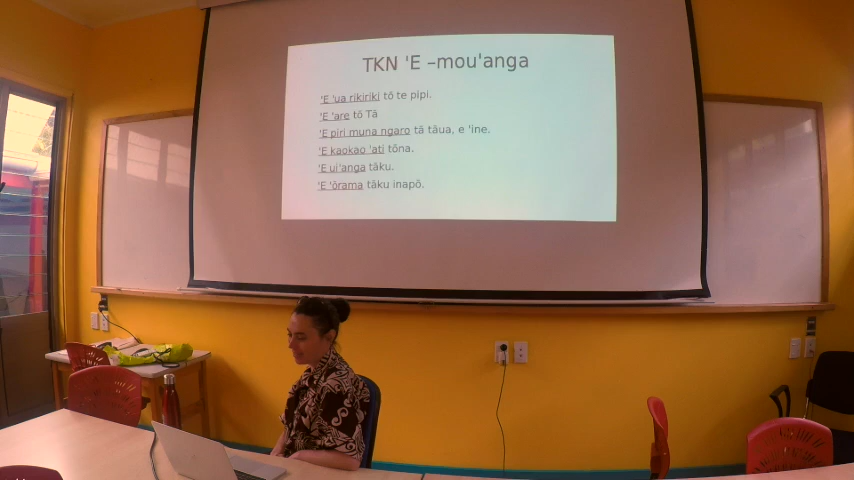 TKN 'E –mou'anga
'E 'ua rikiriki tō te pipi.
'E 'are tō Tā
'E piri muna ngaro tā tāua, e 'ine.
'E kaokao 'ati tōna.
'E ui'anga tāku.
'E 'ōrama tāku inapō.